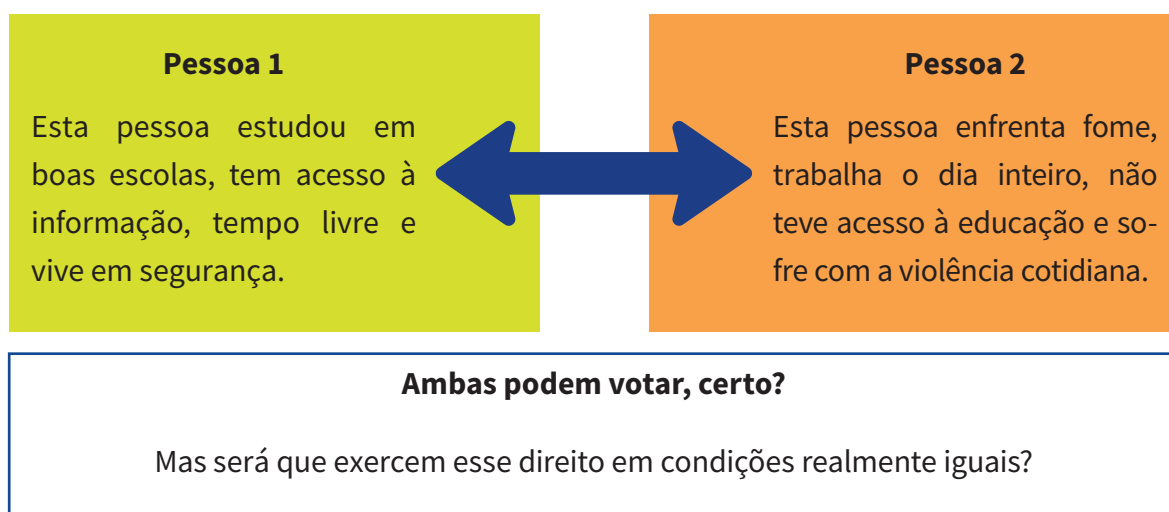 Pessoa 1
Esta pessoa estudou em
boas escolas, tem acesso à
informação, tempo livre e
vive em segurança.
Pessoa 2
Esta pessoa enfrenta fome,
trabalha o dia inteiro, não
teve acesso à educação e so-
fre com a violência cotidiana.
Ambas podem votar, certo?
Mas será que exercem esse direito em condições realmente iguais?